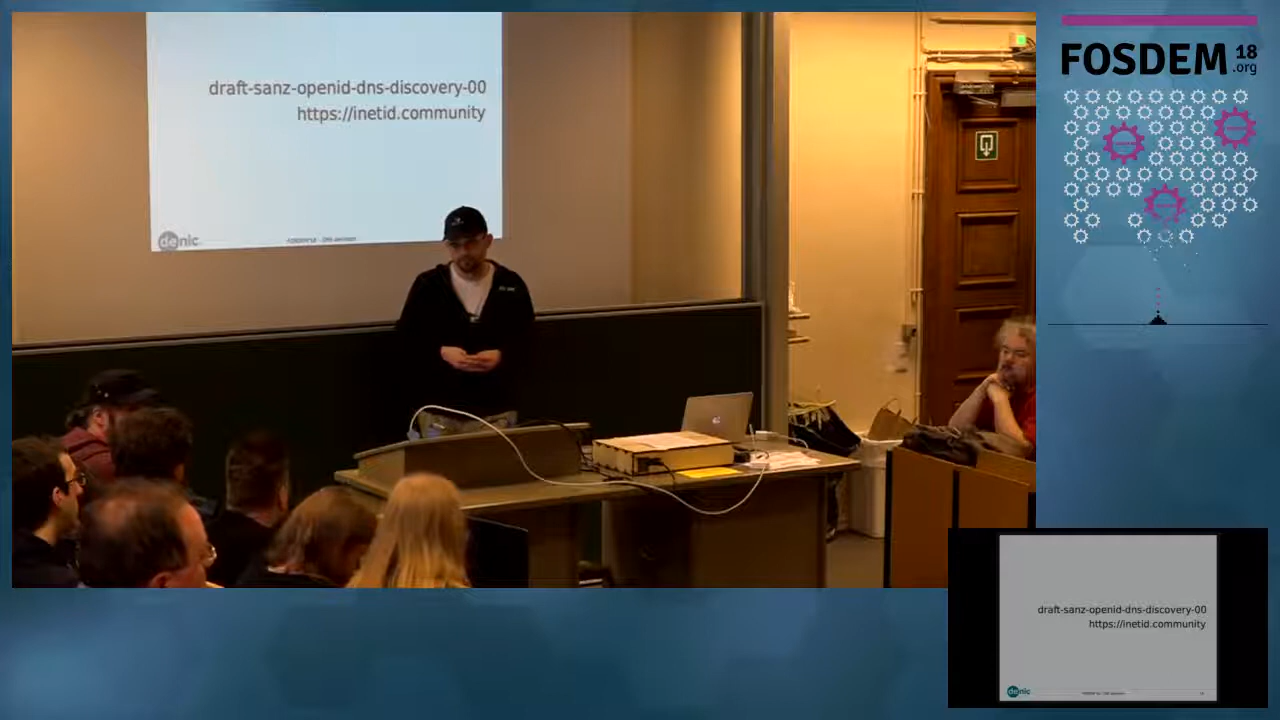 draft-sanz-openid-dns-discovery-00
https://inetid.community
denic
FOSDEM 18
.org
draft-sanz-openid-dns-discovery-00
https://inetid.community
denic